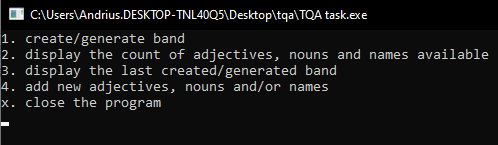 C:\Users\Andrius.DESKTOP-TNL40Q5\Desktop\tqa\TQA task.exe
1. create/generate band
2. display the count of adjectives, nouns and names available
3. display the last created/generated band
4. add new adjectives, nouns and/or names
x. close the program